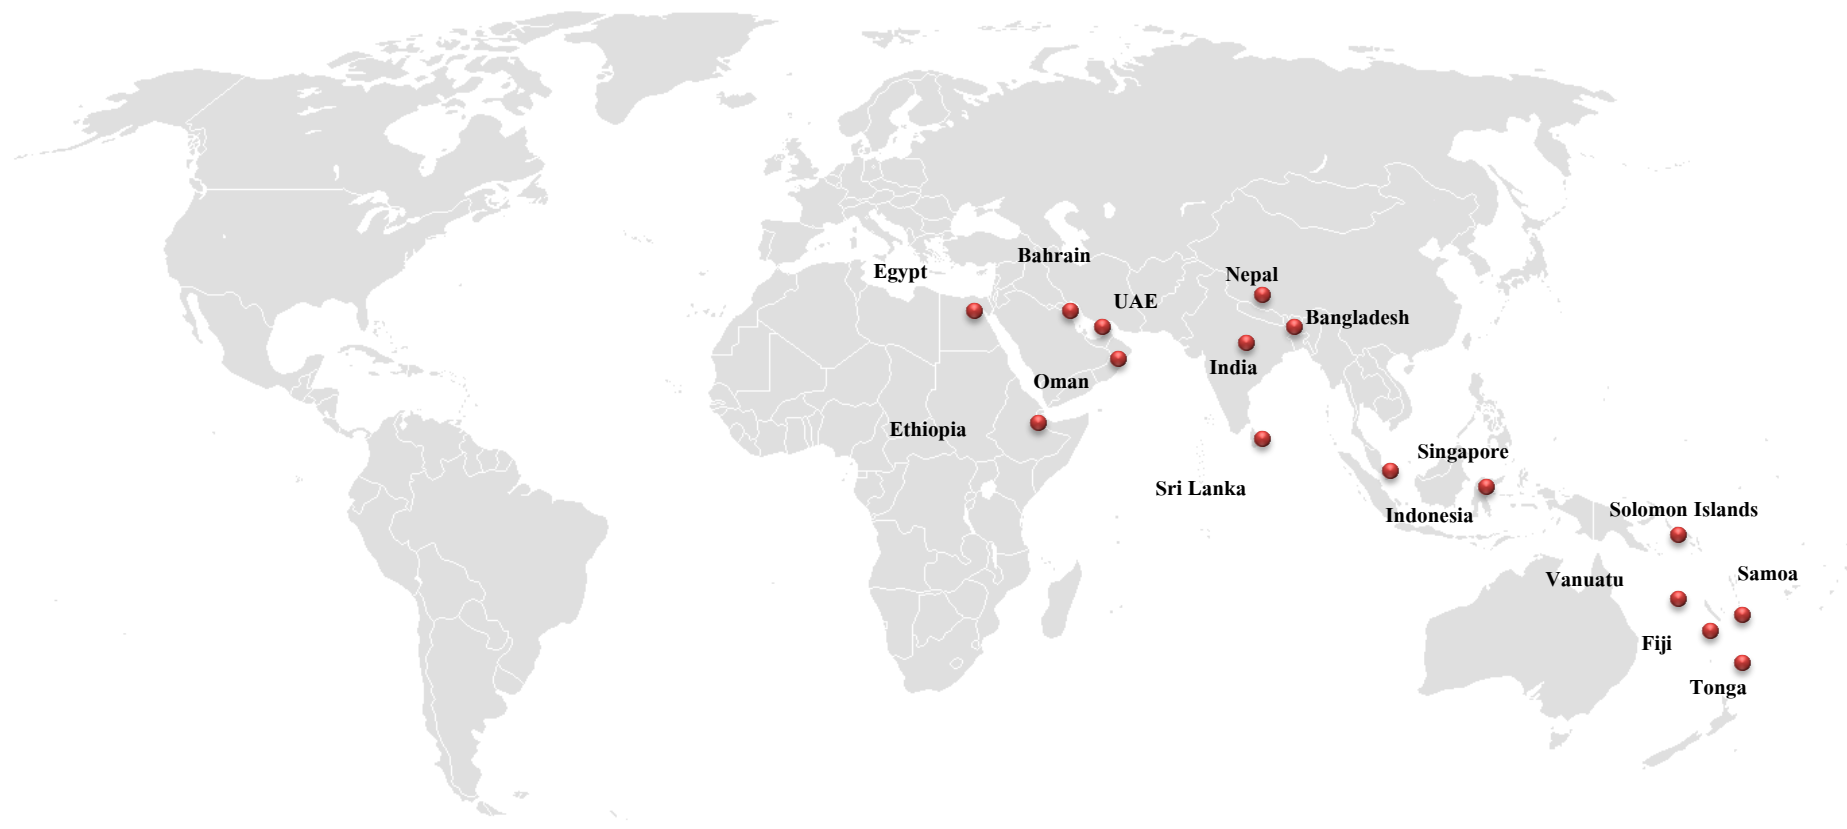 Bahrain
Egypt
Nepal
UAE
Bangladesh
India
Oman
Ethiopia
Singapore
Sri Lanka
Solomon Islands
Indonesia
Samoa
Vanuatu
Fiji
Tonga